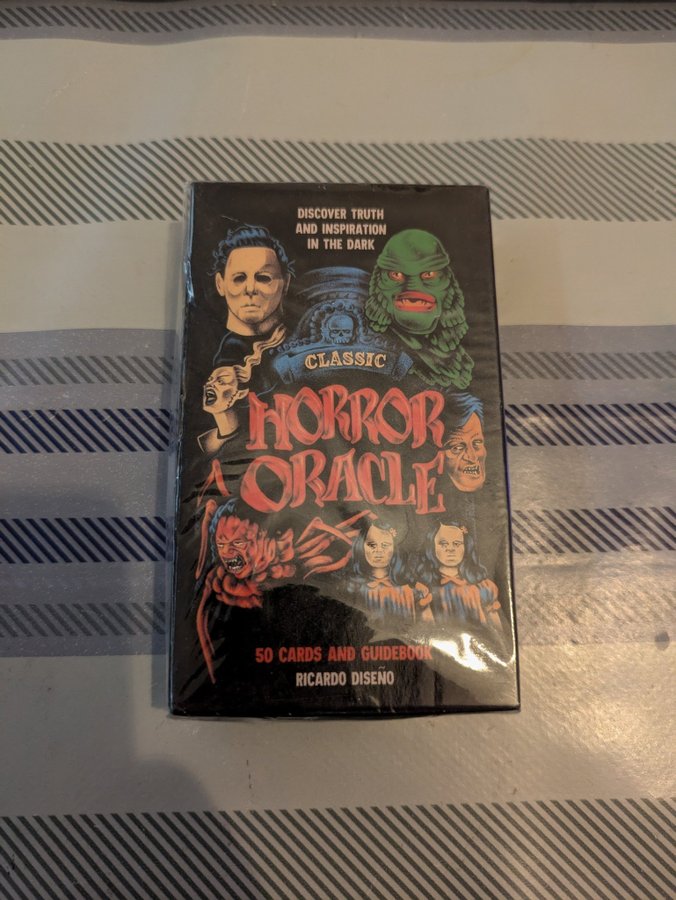 DISCOVER TRUTH
AND INSPIRATION
IN THE DARK
CLASSIC
HORROR
ORACLE
50 CARDS AND GUIDEBOOK
RICARDO DISEÑO